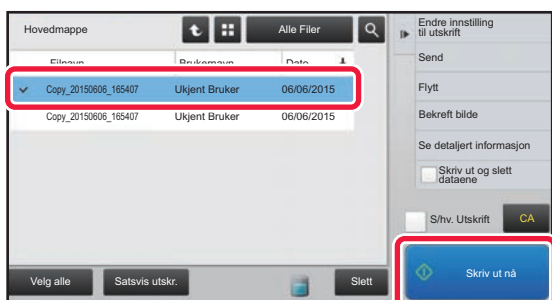 Hovedmappe
Alle Filer
Filnavn Brukernavn Dato
Copy_20150606_165407 Ukjent Bruker 06/06/2015
Copy_20150606_165407 Ukjent Bruker 06/06/2015
Velg alle
Satsvis utskr.
Slett
Endre innstilling
til utskrift
Send
Flytt
Bekreft bilde
Se detaljert informasjon
Skriv ut og slett
dataene
S/hv. Utskrift
CA
Skriv ut nå